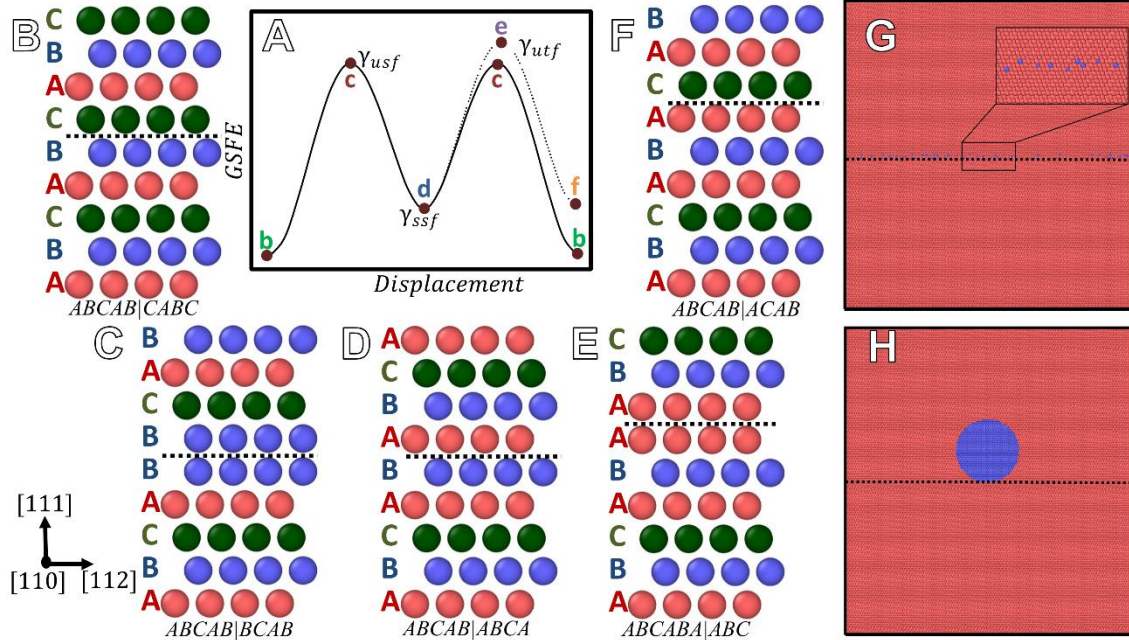 B
C
B
A
C
B
A
C
B
A
ABCAB|CABC
A
GSFE
γusf
c
e
γutf
c
d
γssf
b
f
b
Displacement
F
B
A
C
A
B
A
C
B
A
ABCAB|ACAB
G
C
B
A
C
B
B
A
C
B
A
ABCAB|BCAB
D
A
C
B
A
B
A
C
B
A
ABCAB|ABCA
E
C
B
A
A
B
A
C
B
A
ABCABA|ABC
H
[111]
[110]
[112]